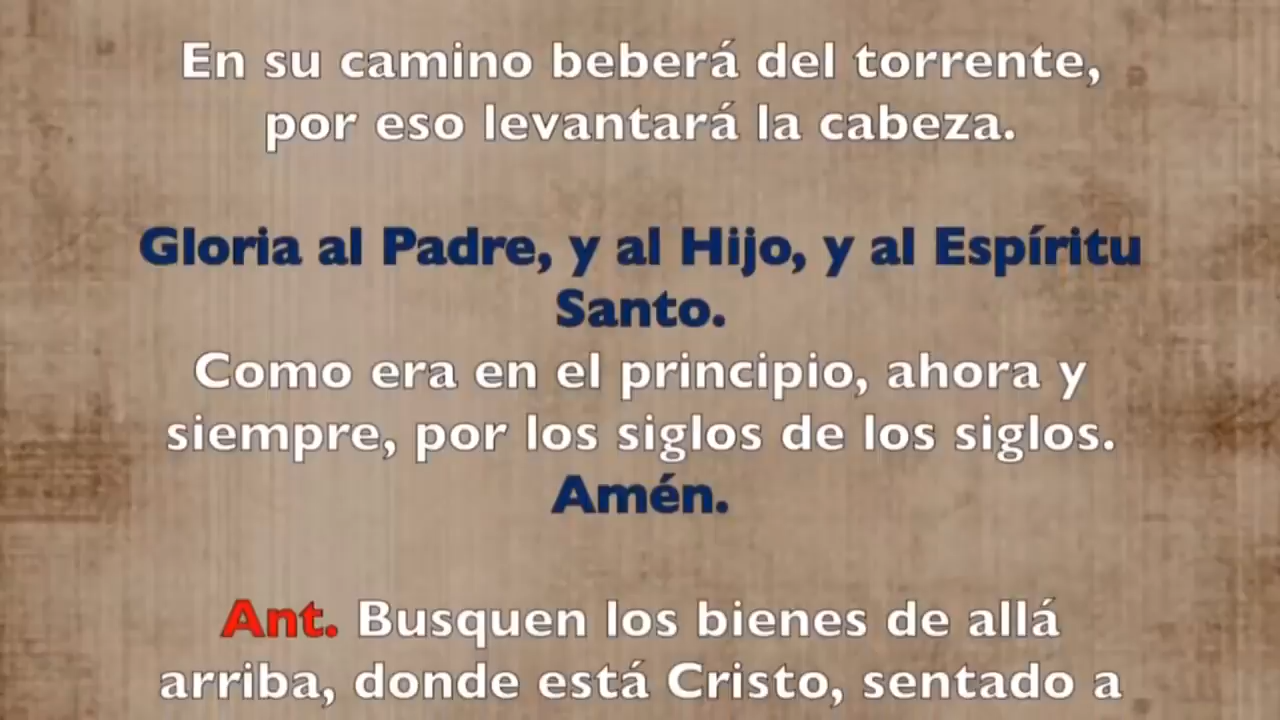 En su camino beberá del torrente,
por eso levantará la cabeza.
Gloria al Padre, y al Hijo, y al Espíritu
Santo.
Como era en el principio, ahora y
siempre, por los siglos de los siglos.
Amén.
Ant. Busquen los bienes de allá
arriba, donde está Cristo, sentado a